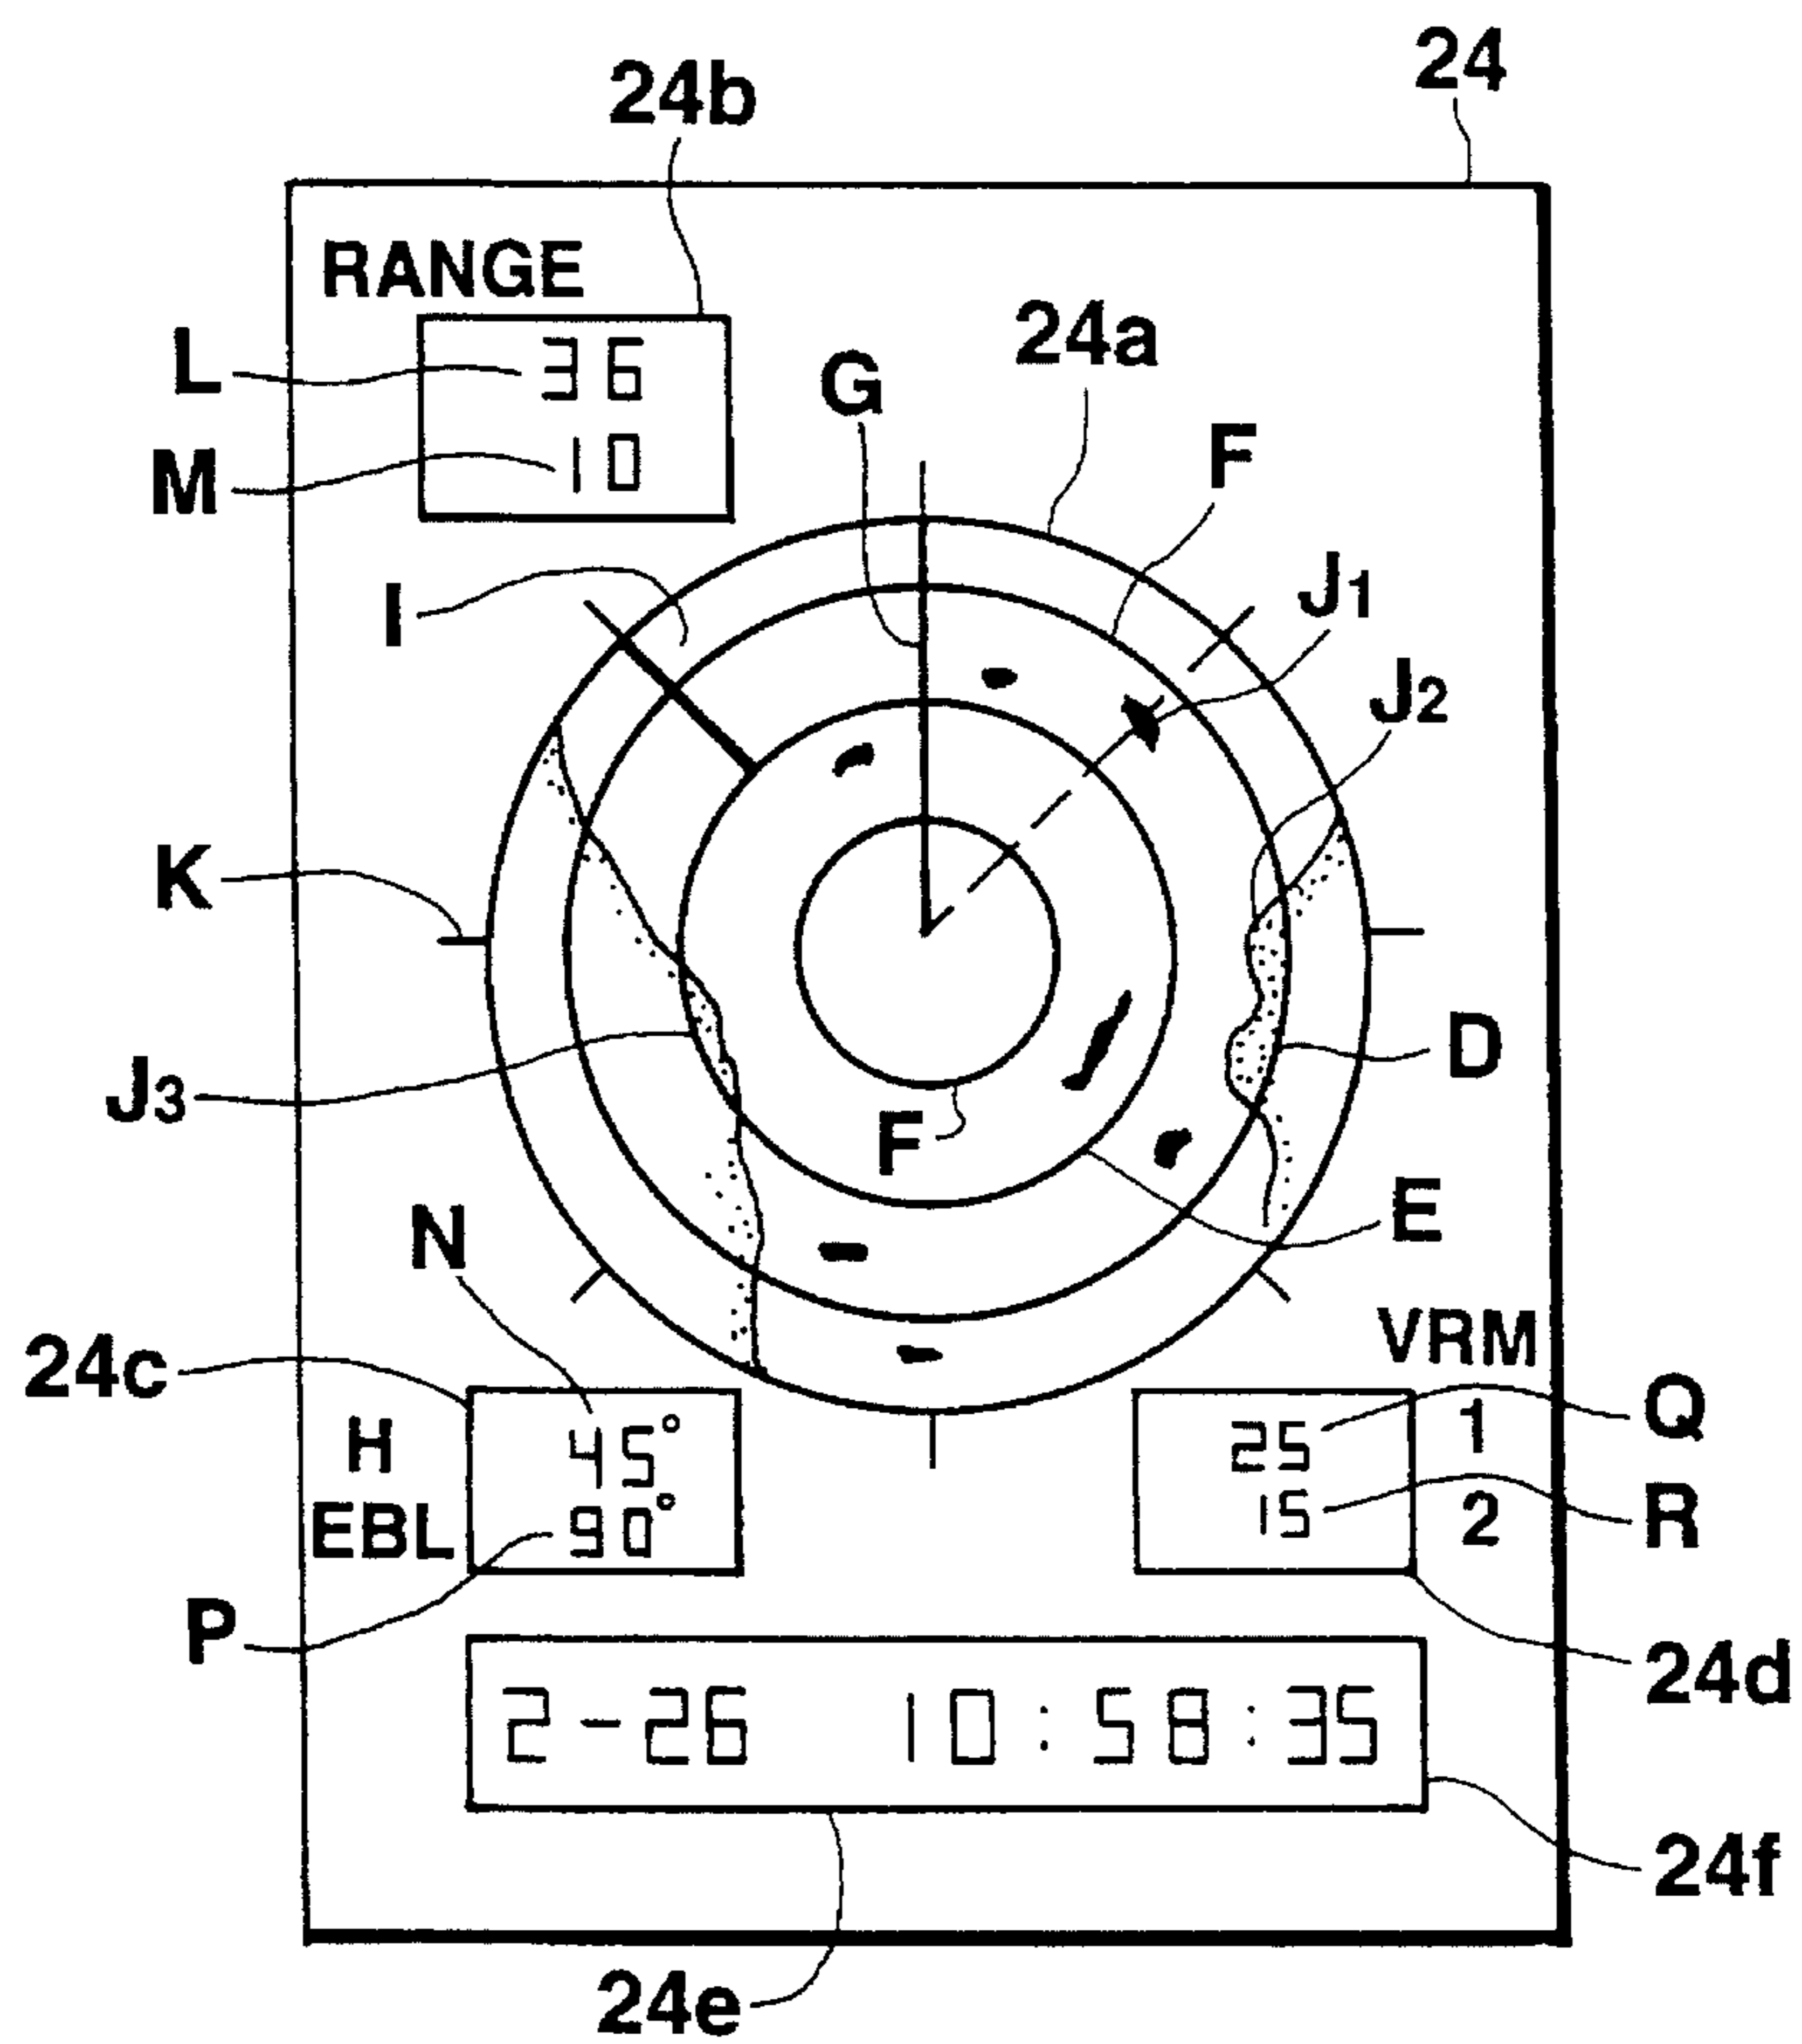 24
24b
RANGE
L
36
24a
G
M
10
F
I
J1
J2
K
D
J3
F
N
E
24c
VRM
H
45°
25
1
Q
EBL
90°
15
2
R
P
24d
2-26 10:58:35
24f
24e